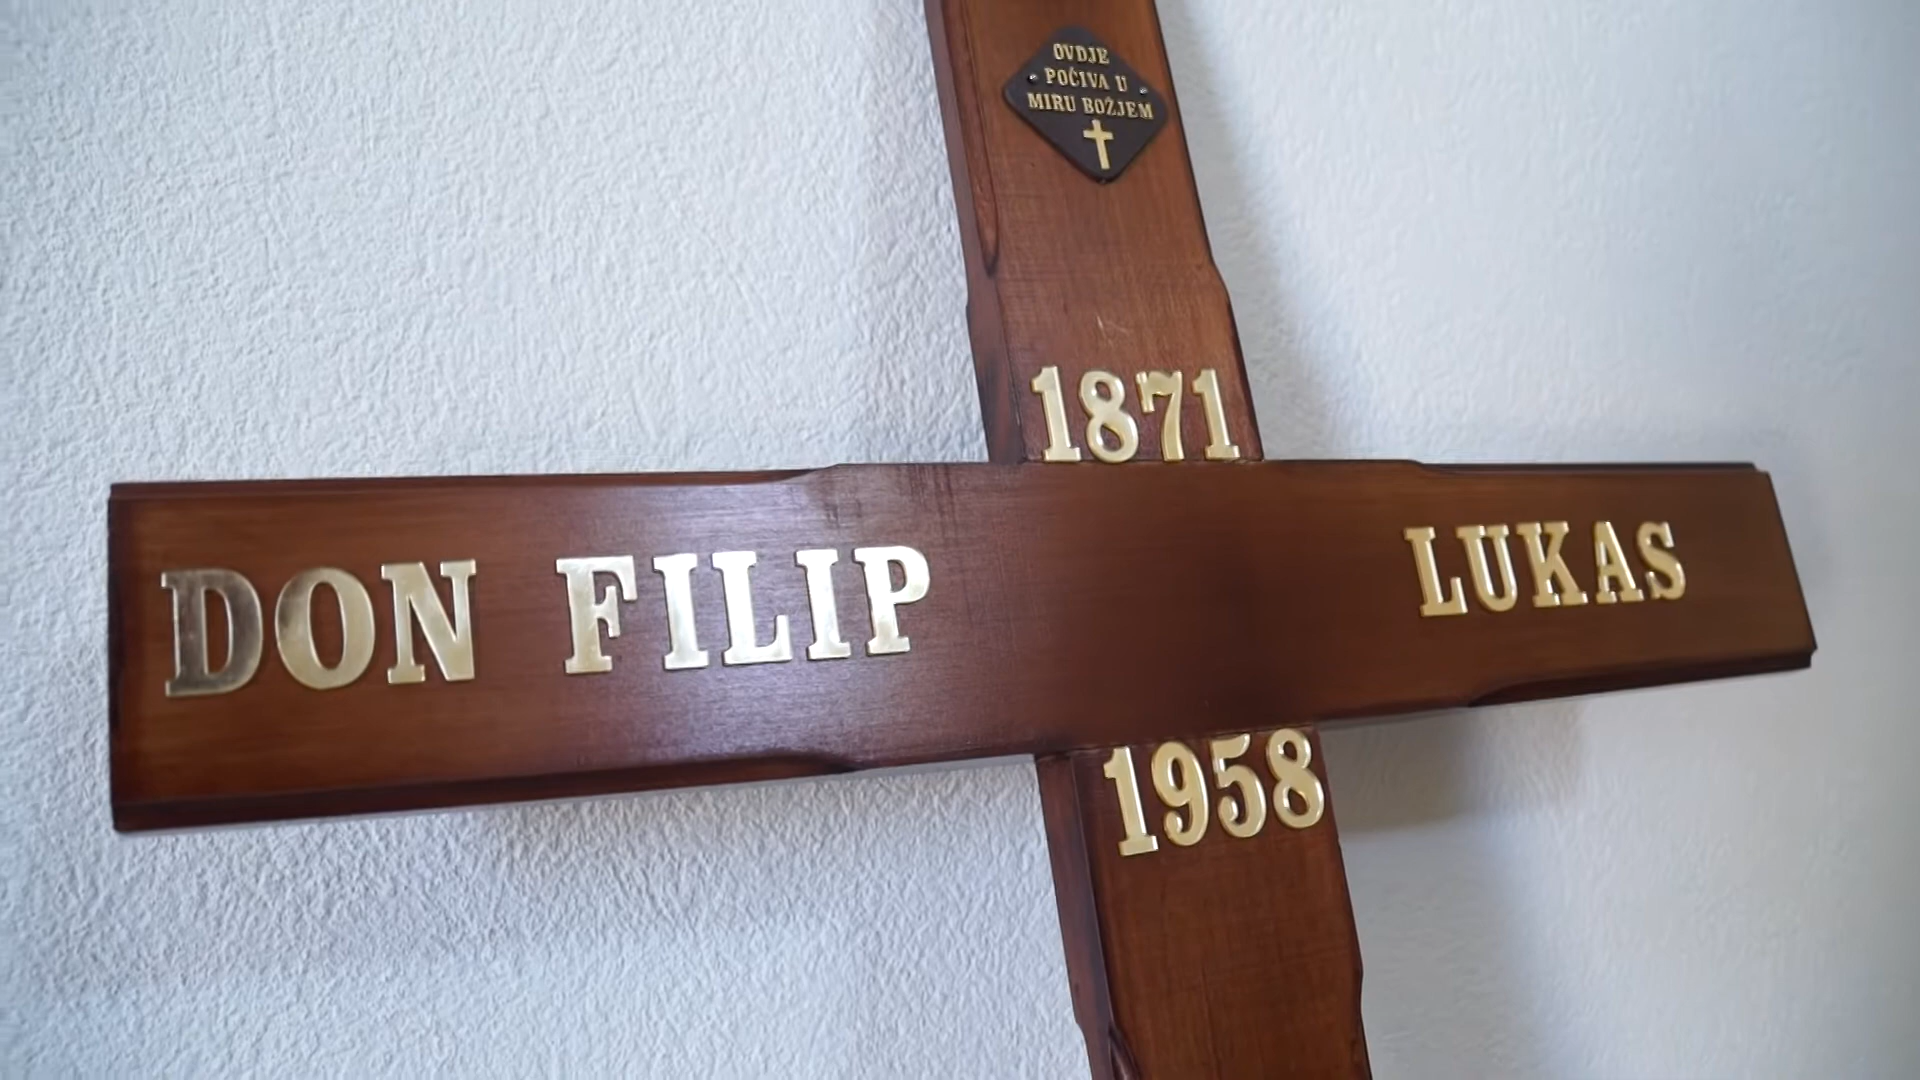 OVDJE
POČIVA U
MIRU BOŽJEM
1871
DON FILIP LUKAS
1958